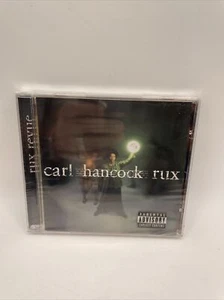 rux revue
carl hancock rux
PARENTAL
ADVISORY
EXPLICIT CONTENT